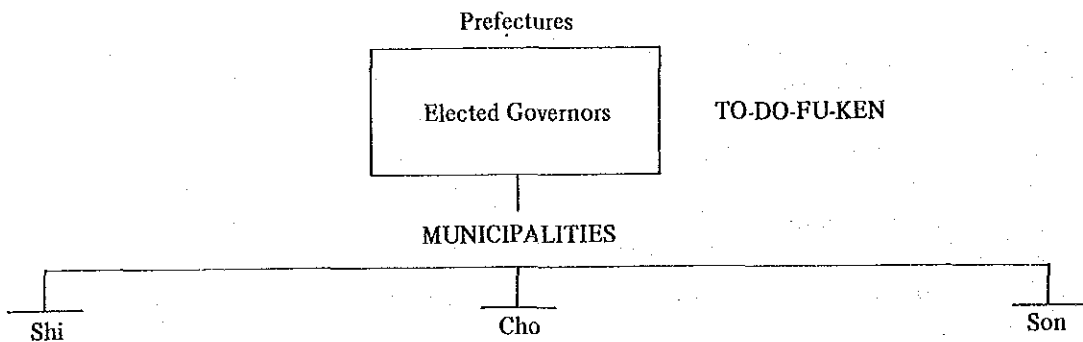 Prefectures
Elected Governors TO-DO-FU-KEN
MUNICIPALITIES
Shi Cho Son